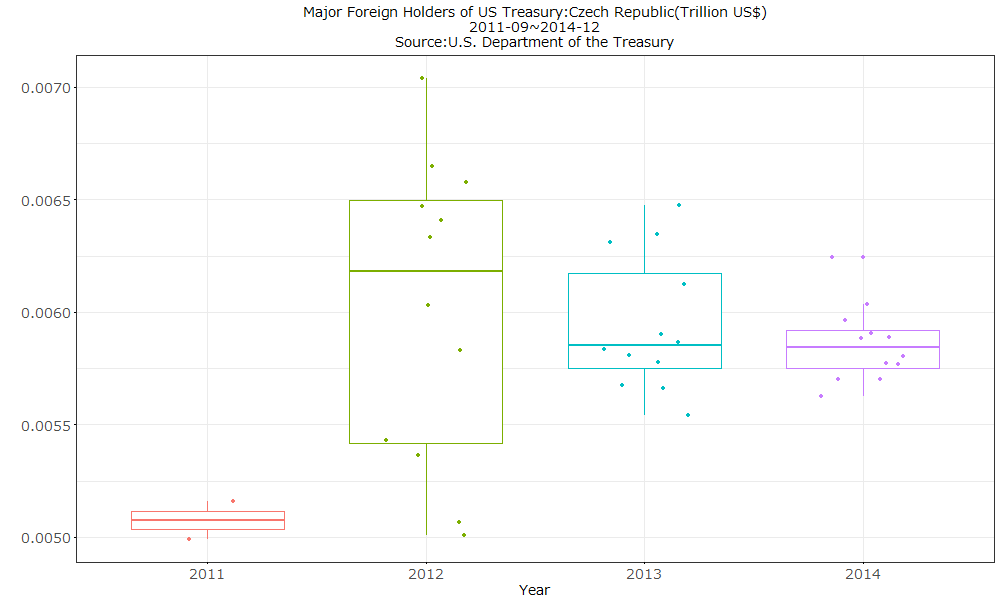 Major Foreign Holders of US Treasury:Czech Republic(Trillion US$)
2011-09~2014-12
Source:U.S. Department of the Treasury
0.0070
0.0065
0.0060
0.0055
0.0050
2011 2012 2013 2014
Year